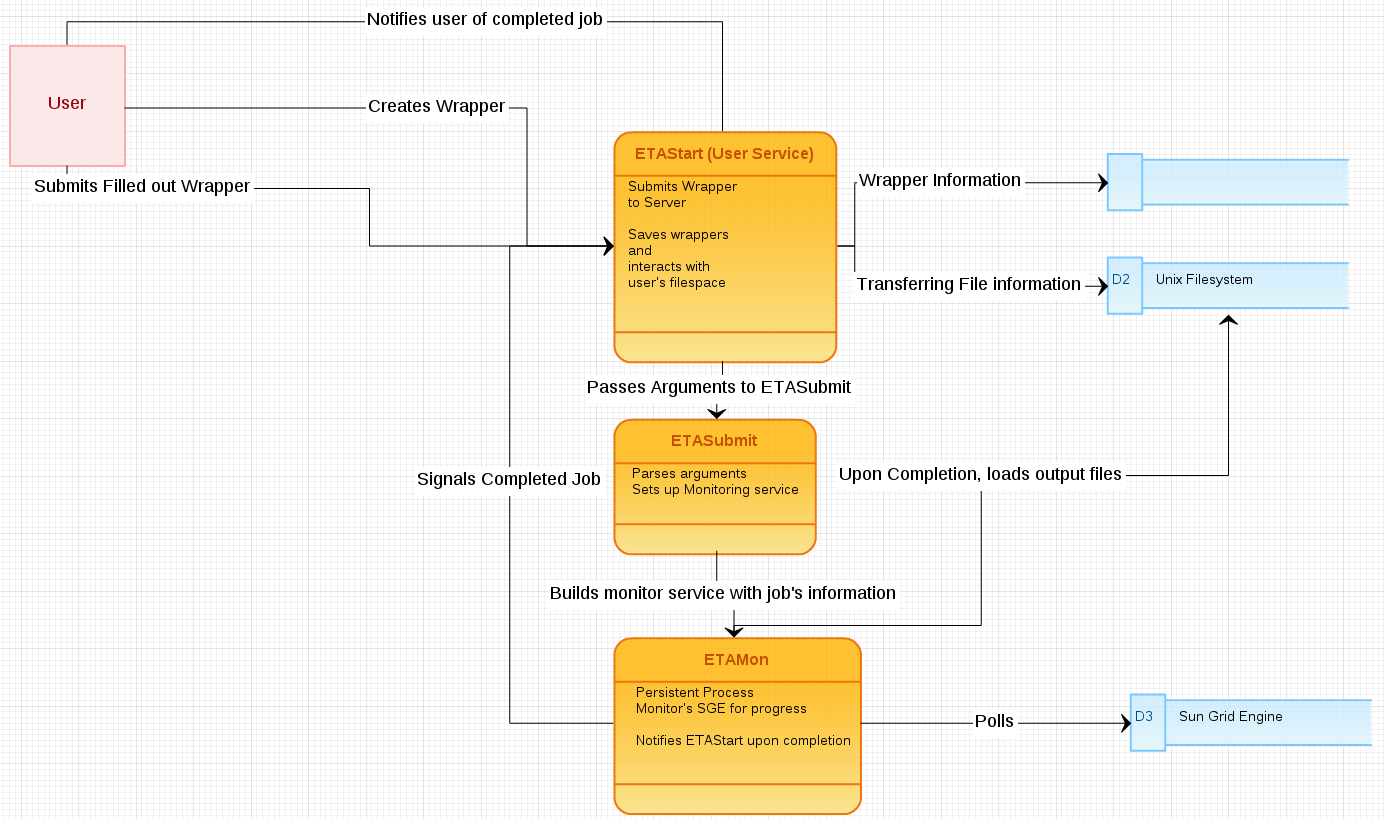 Notifies user of completed job
User
Creates Wrapper
Submits Filled out Wrapper
ETAStart (User Service)
Submits Wrapper
to Server
Saves wrappers
and
interacts with
user's filespace
Wrapper Information
Transferring File information
D2
Unix Filesystem
Passes Arguments to ETASubmit
ETASubmit
Parses arguments
Sets up Monitoring service
Signals Completed Job
Upon Completion, loads output files
Builds monitor service with job's information
ETAMon
Persistent Process
Monitor's SGE for progress
Notifies ETAStart upon completion
Polls
D3
Sun Grid Engine